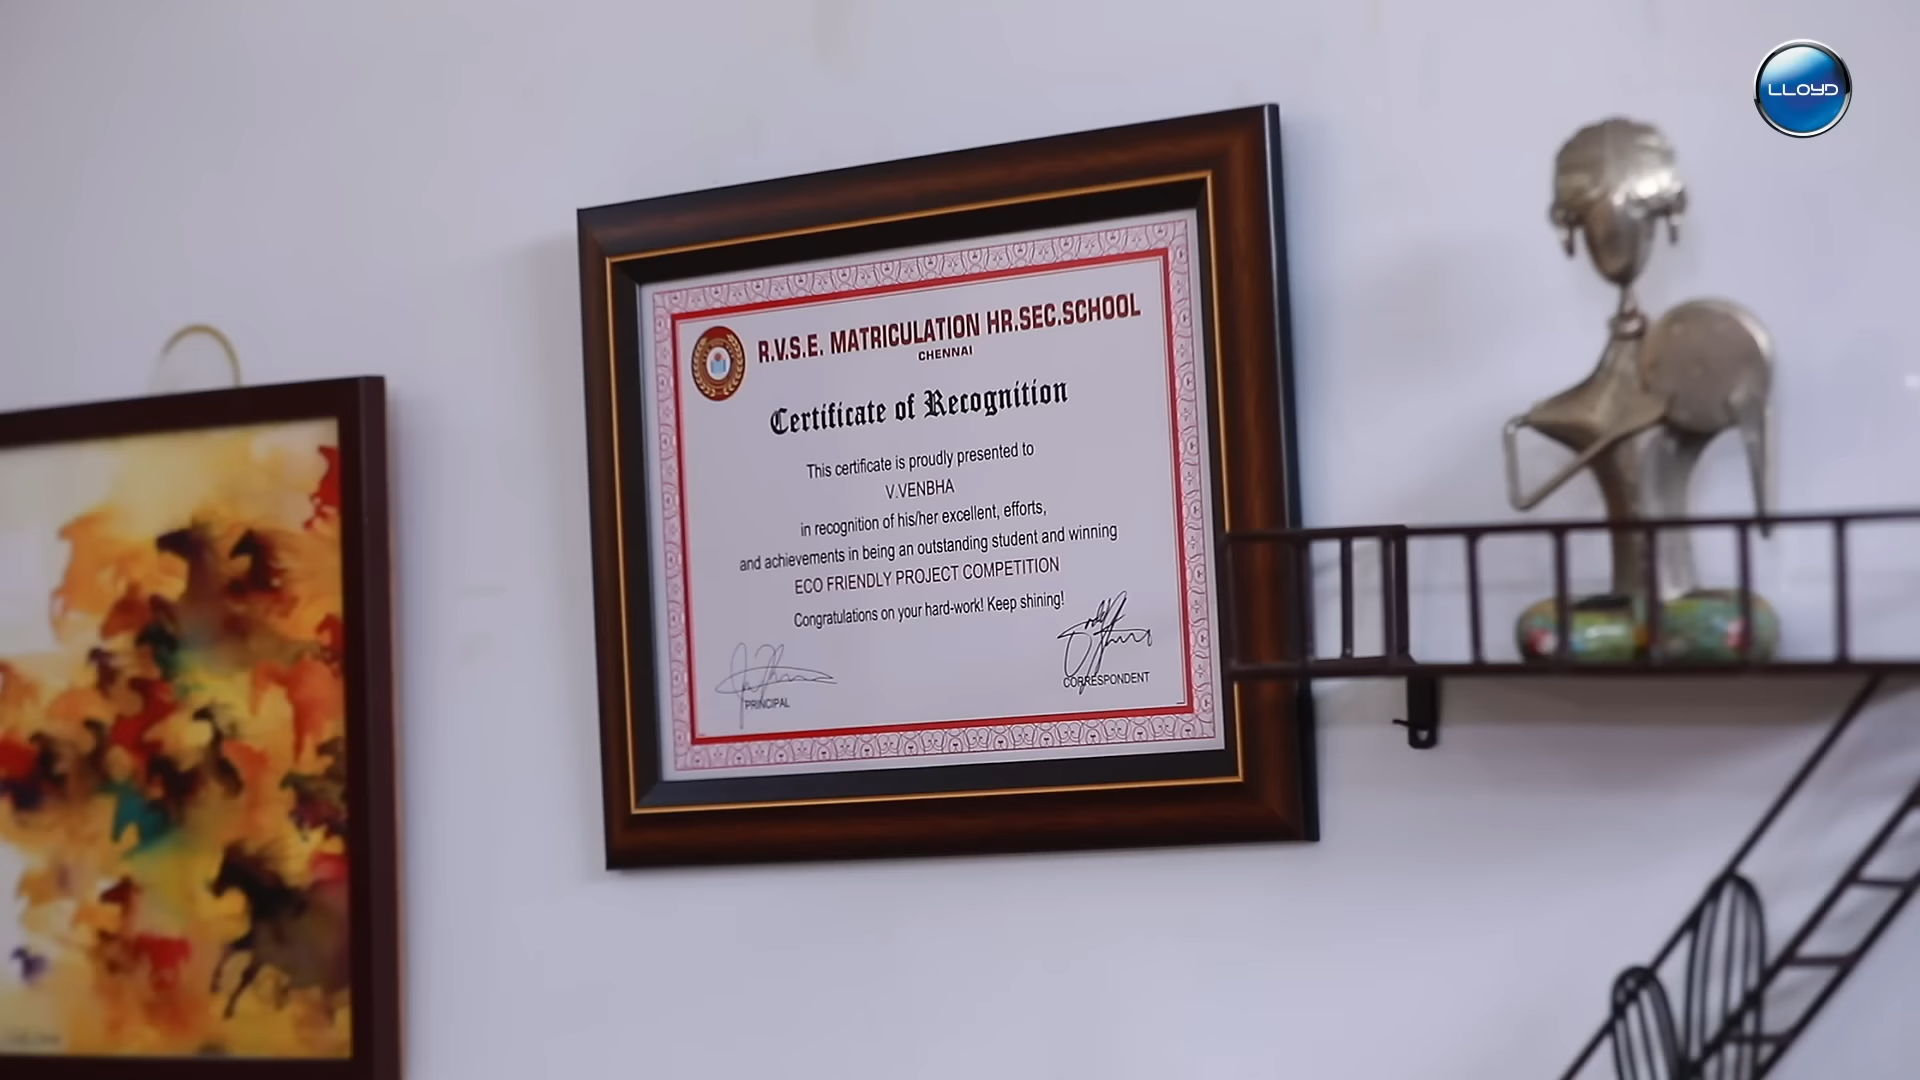 LLOYD
R.V.S.E. MATRICULATION HR.SEC.SCHOOL
CHENNAI
Certificate of Recognition
This certificate is proudly presented to
V.VENBHA
in recognition of his/her excellent, efforts,
and achievements in being an outstanding student and winning
ECO FRIENDLY PROJECT COMPETITION
Congratulations on your hard-work! Keep shining!
PRINCIPAL
CORRESPONDENT